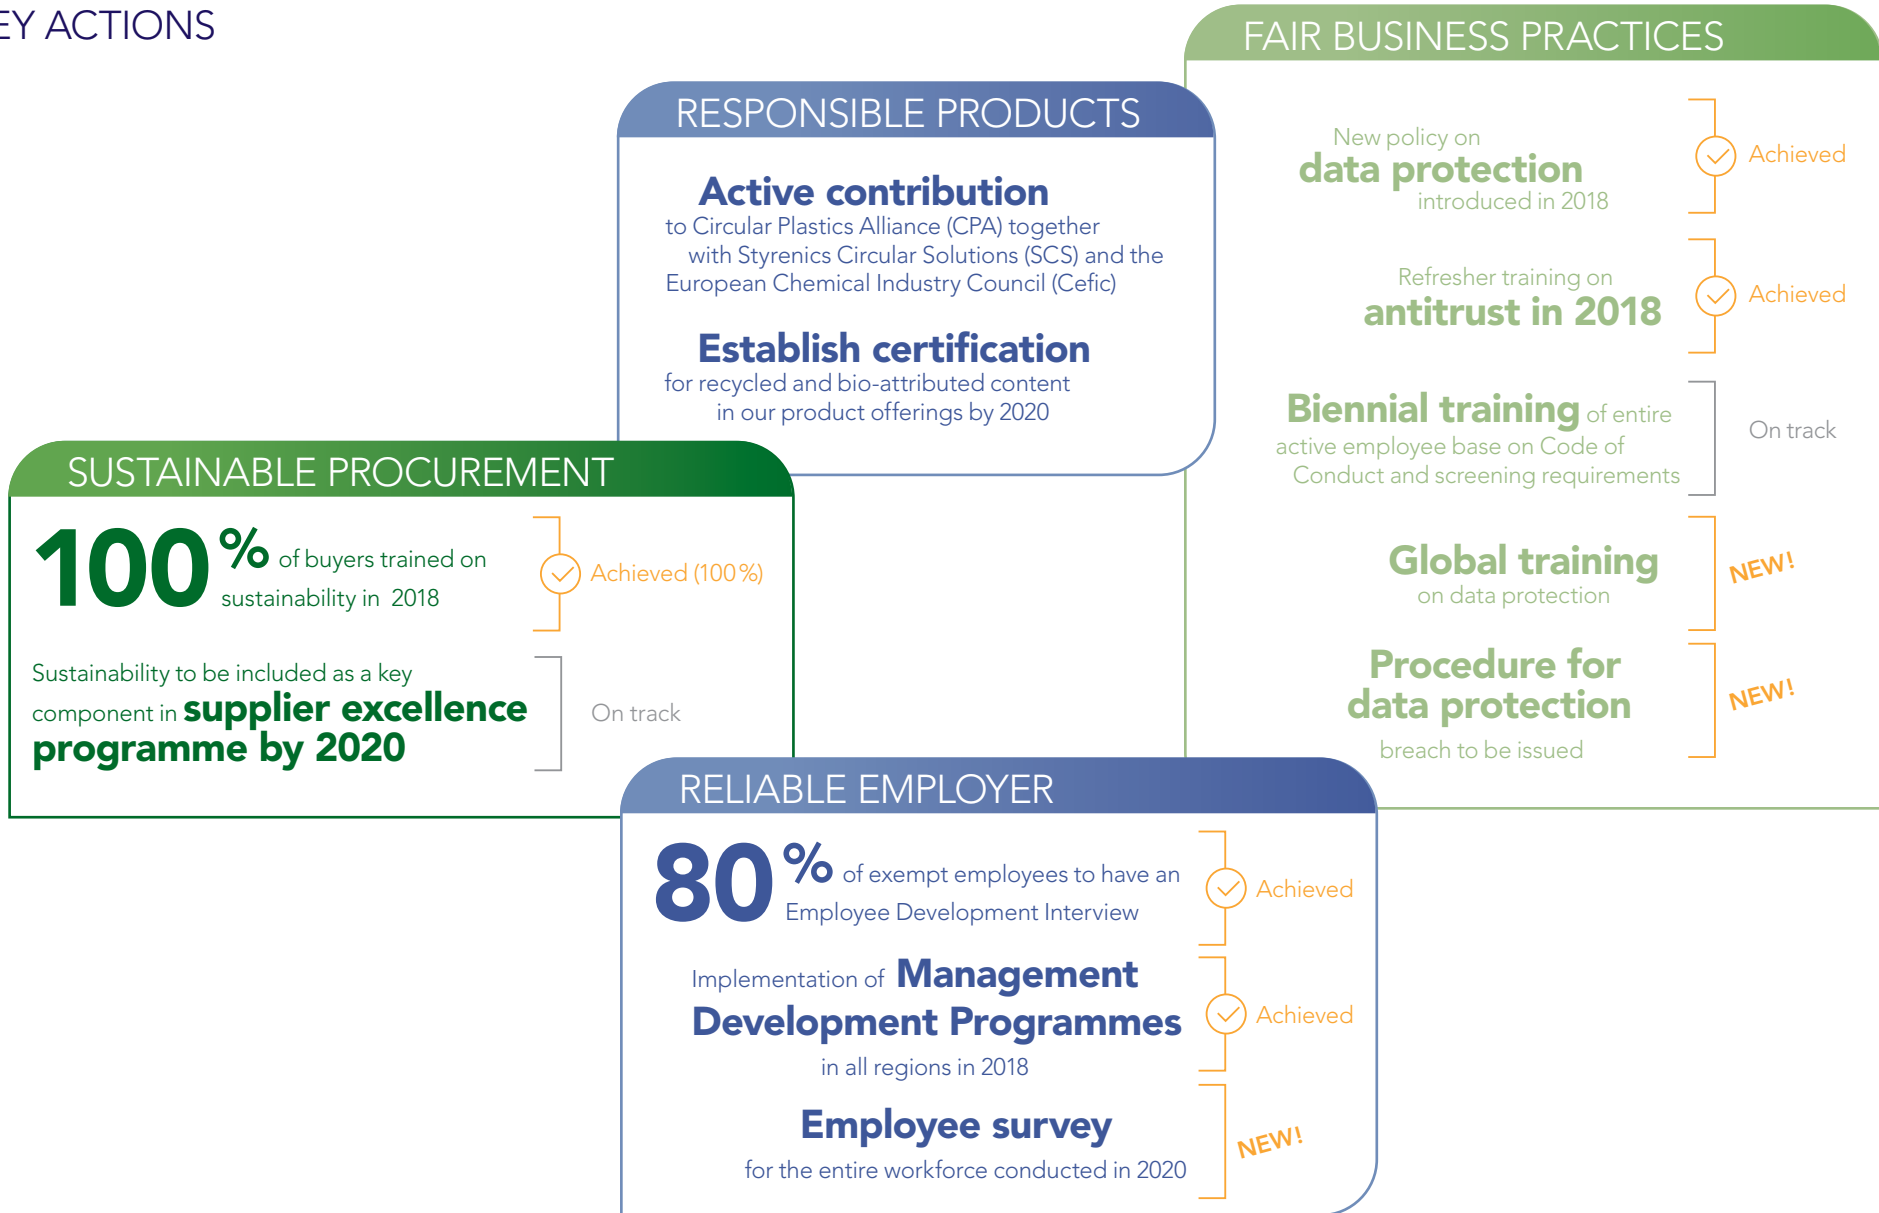 EY ACTIONS
RESPONSIBLE PRODUCTS
Active contribution
to Circular Plastics Alliance (CPA) together
with Styrenics Circular Solutions (SCS) and the
European Chemical Industry Council (Cefic)
Establish certification
for recycled and bio-attributed content
in our product offerings by 2020
FAIR BUSINESS PRACTICES
New policy on
data protection
introduced in 2018
Achieved
Refresher training on
antitrust in 2018
Achieved
Biennial training of entire
active employee base on Code of
Conduct and screening requirements
On track
Global training
on data protection
NEW!
Procedure for
data protection
breach to be issued
NEW!
SUSTAINABLE PROCUREMENT
100% of buyers trained on
sustainability in 2018
Achieved (100%)
Sustainability to be included as a key
component in supplier excellence
programme by 2020
On track
RELIABLE EMPLOYER
80% of exempt employees to have an
Employee Development Interview
Achieved
Implementation of Management
Development Programmes
in all regions in 2018
Achieved
Employee survey
for the entire workforce conducted in 2020
NEW!